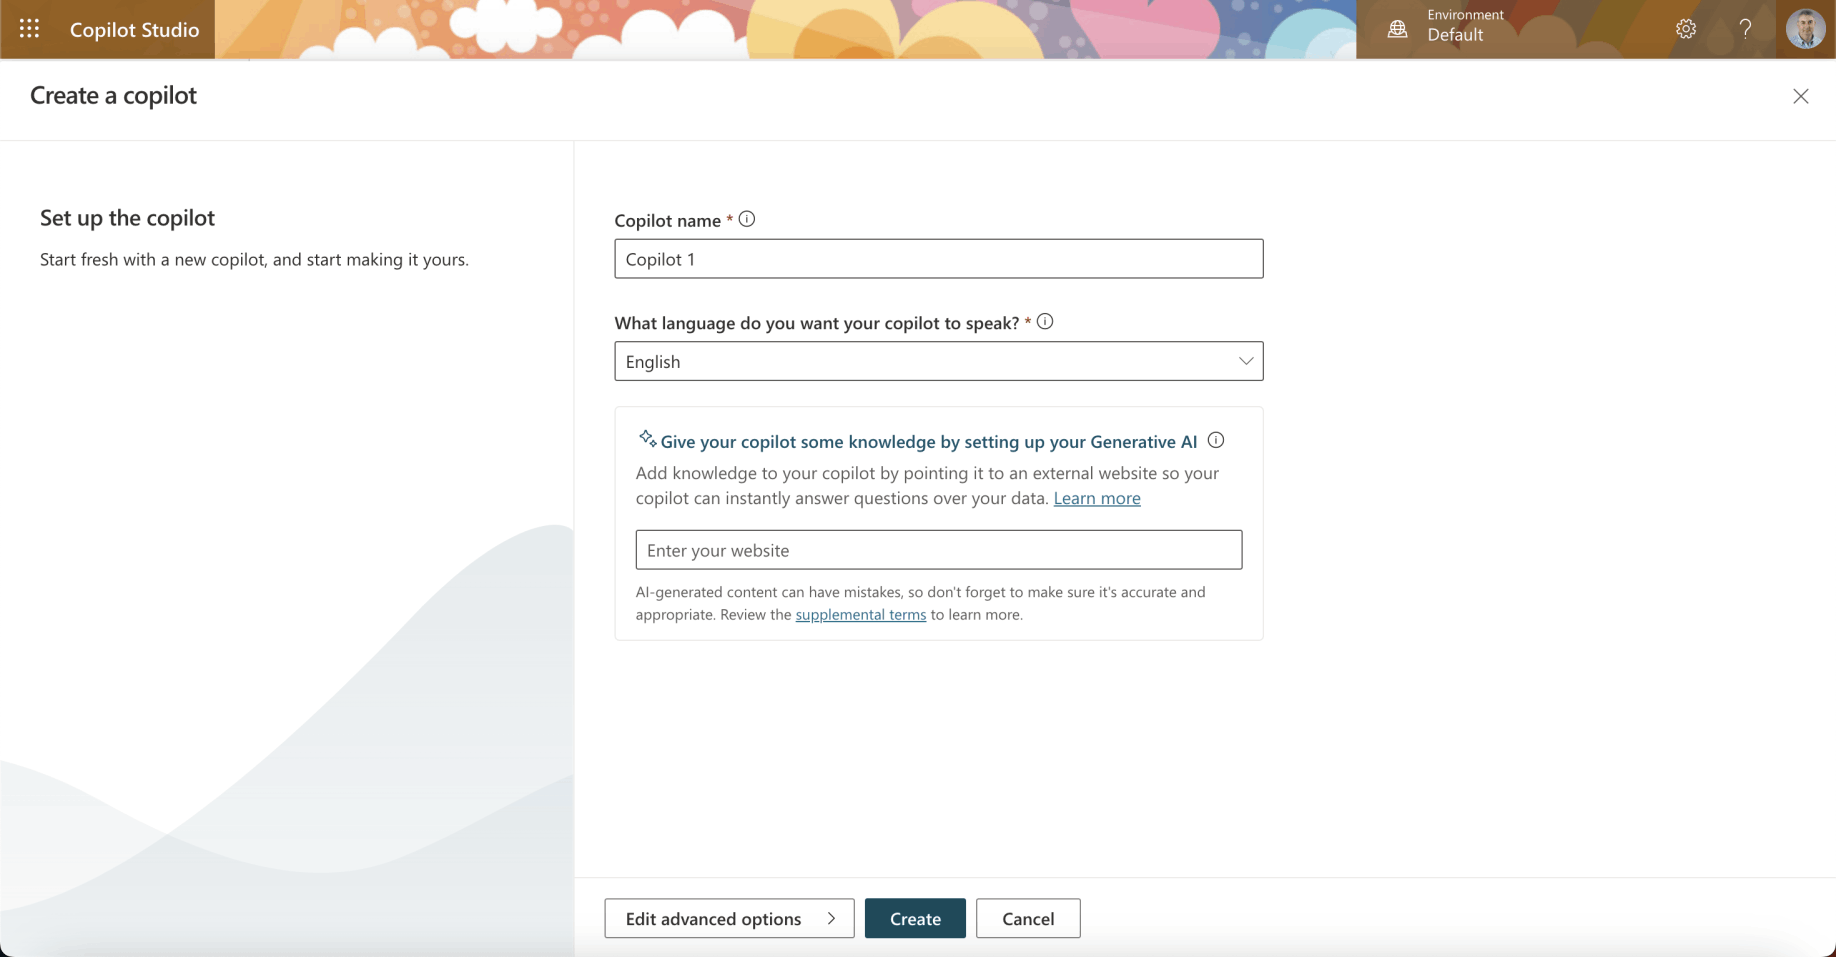 Copilot Studio
Environment
Default
?
Create a copilot
Set up the copilot
Start fresh with a new copilot, and start making it yours.
Copilot name *
Copilot 1
What language do you want your copilot to speak? *
English
Give your copilot some knowledge by setting up your Generative AI
Add knowledge to your copilot by pointing it to an external website so your
copilot can instantly answer questions over your data. Learn more
Enter your website
AI-generated content can have mistakes, so don't forget to make sure it's accurate and
appropriate. Review the supplemental terms to learn more.
Edit advanced options
Create
Cancel